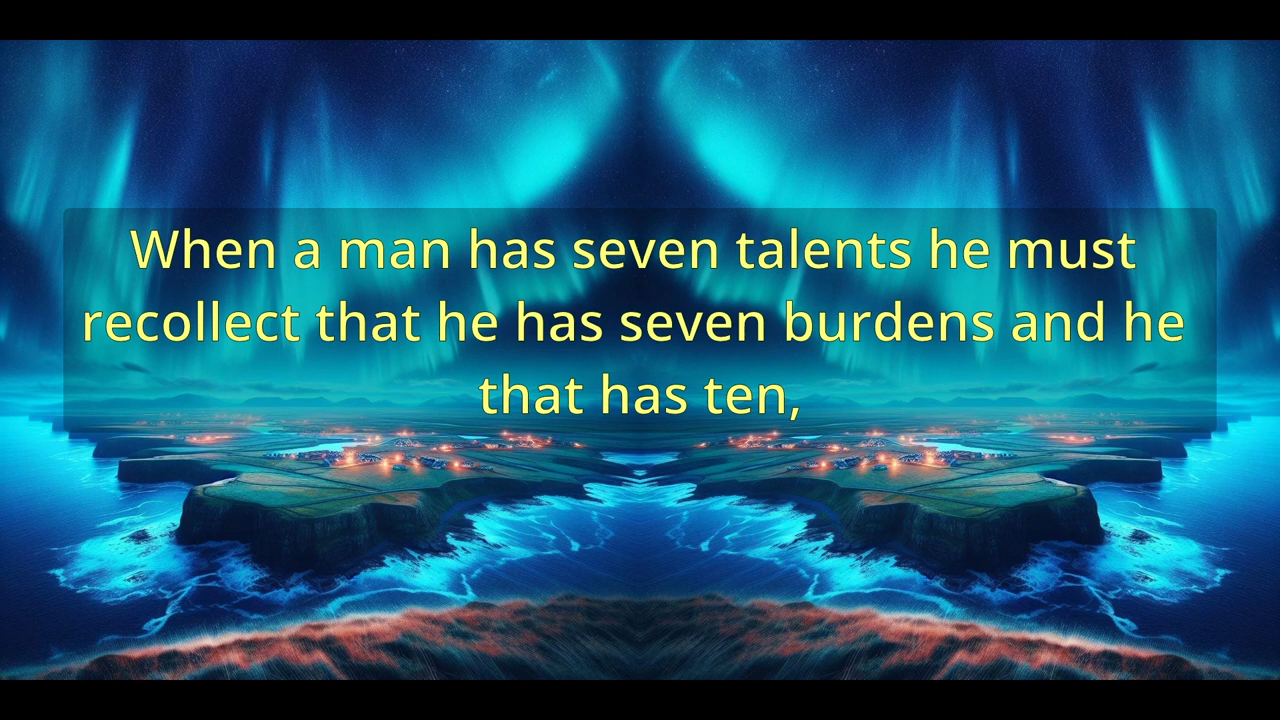 When a man has seven talents he must
recollect that he has seven burdens and he
that has ten,